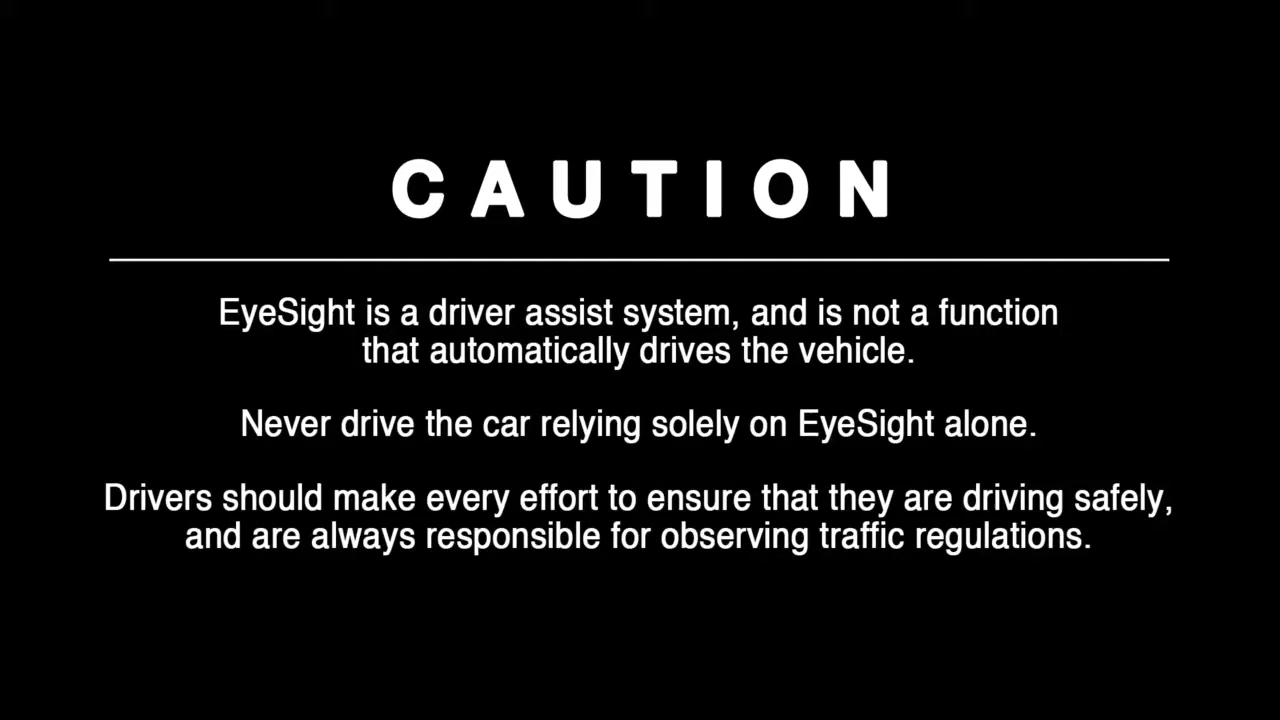 CAUTION
EyeSight is a driver assist system, and is not a function
that automatically drives the vehicle.
Never drive the car relying solely on EyeSight alone.
Drivers should make every effort to ensure that they are driving safely,
and are always responsible for observing traffic regulations.